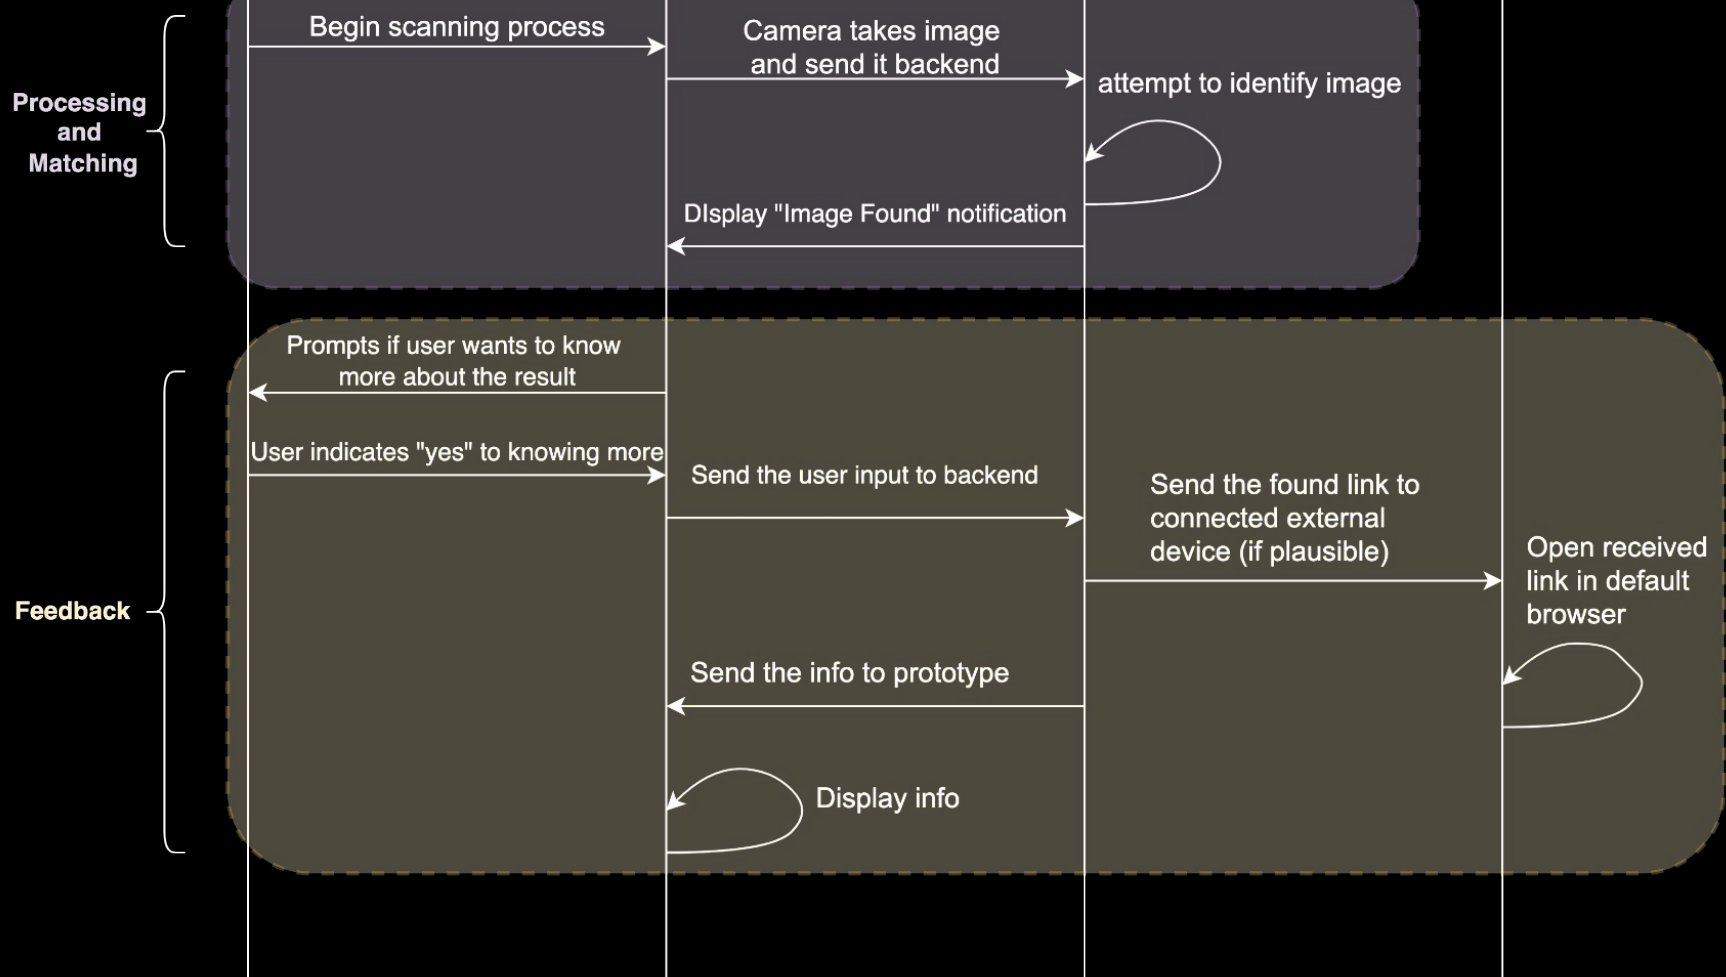 Begin scanning process
Camera takes image
and send it backend
attempt to identify image
Processing
and
Matching
DIsplay "Image Found" notification
Prompts if user wants to know
more about the result
User indicates "yes" to knowing more
Send the user input to backend
Send the found link to
connected external
device (if plausible)
Open received
link in default
browser
Feedback
Send the info to prototype
Display info